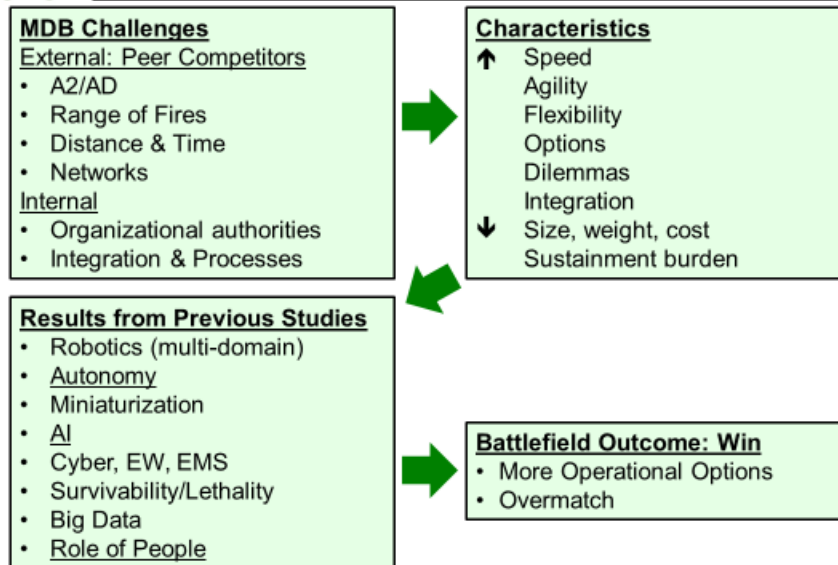 MDB Challenges
External: Peer Competitors
• A2/AD
• Range of Fires
• Distance & Time
• Networks
Internal
• Organizational authorities
• Integration & Processes
Characteristics
↑ Speed
Agility
Flexibility
Options
Dilemmas
Integration
↓ Size, weight, cost
Sustainment burden
Results from Previous Studies
• Robotics (multi-domain)
• Autonomy
• Miniaturization
• AI
• Cyber, EW, EMS
• Survivability/Lethality
• Big Data
• Role of People
Battlefield Outcome: Win
• More Operational Options
• Overmatch